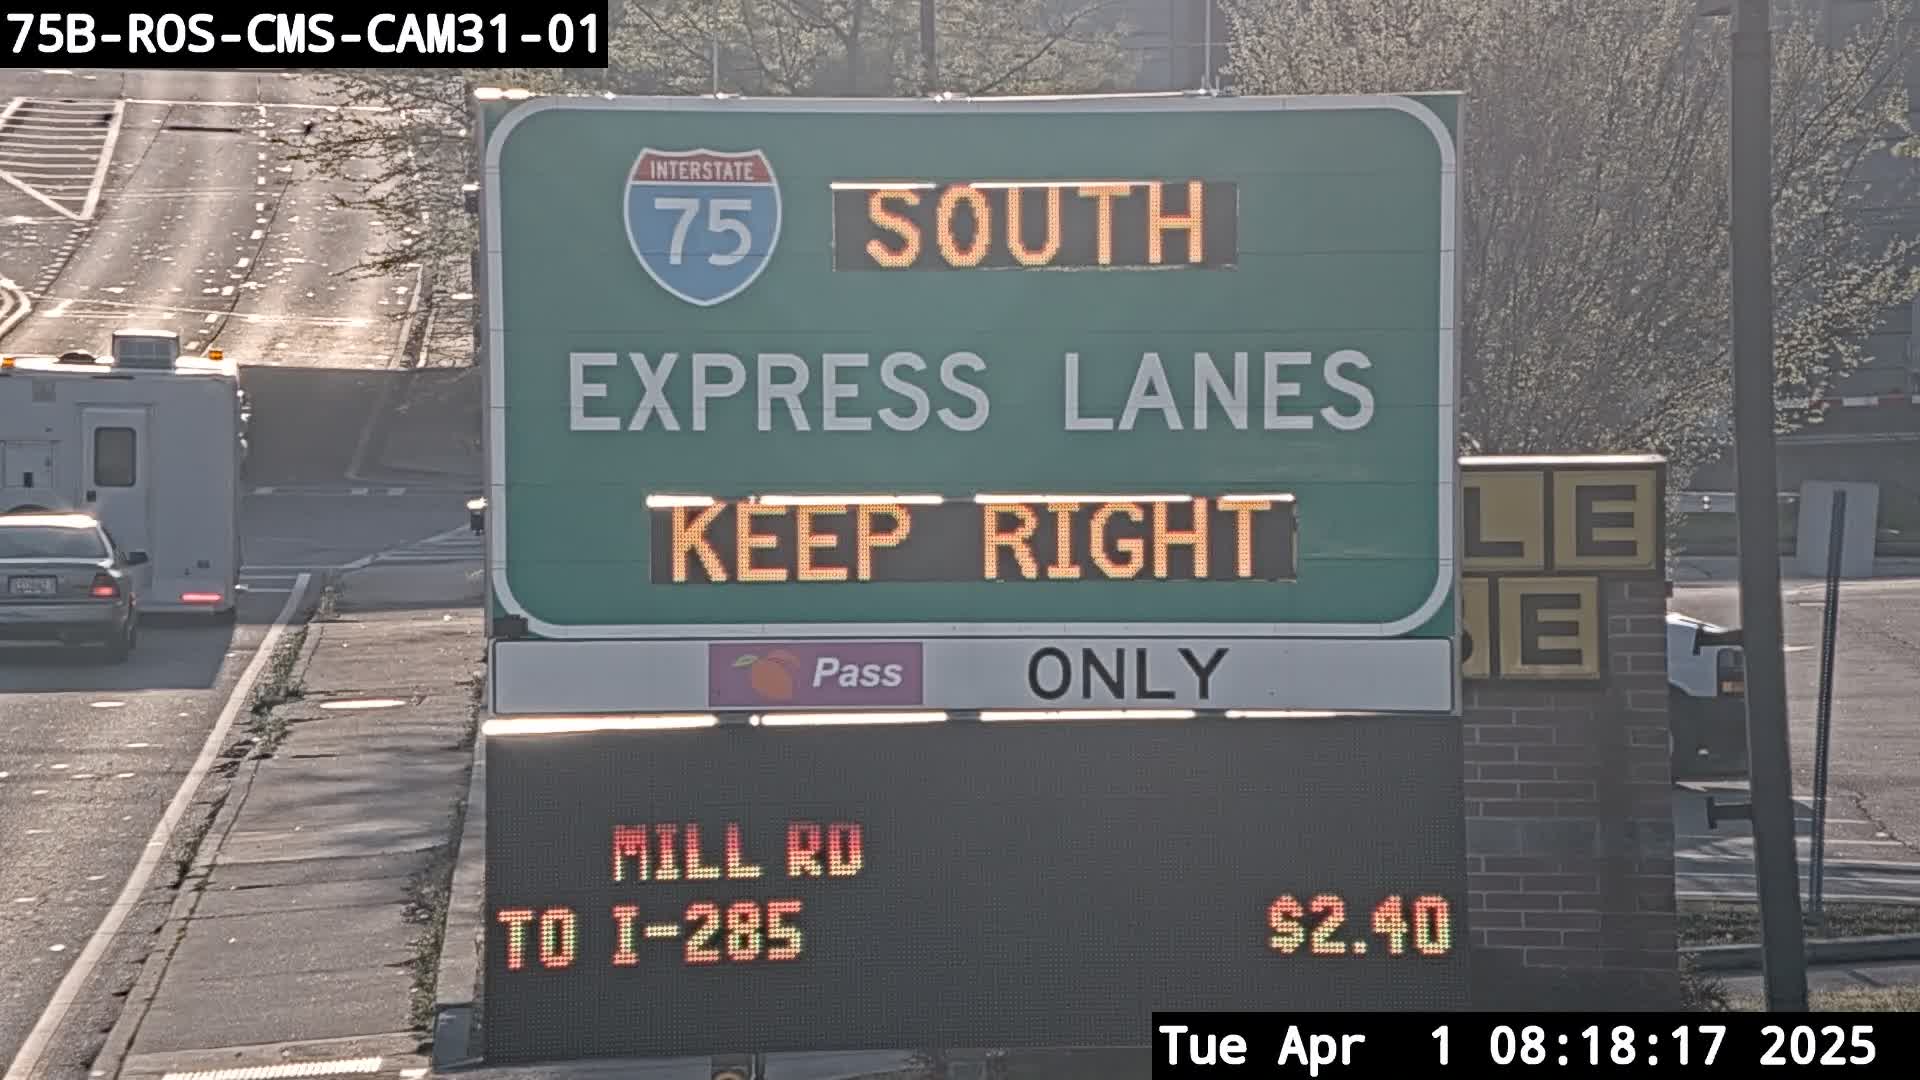 75B-ROS-CMS-CAM31-01
INTERSTATE
75
SOUTH
EXPRESS LANES
KEEP RIGHT
Pass ONLY
MILL RD
TO I-285 $2.40
LE
E
Tue Apr 1 08:18:17 2025